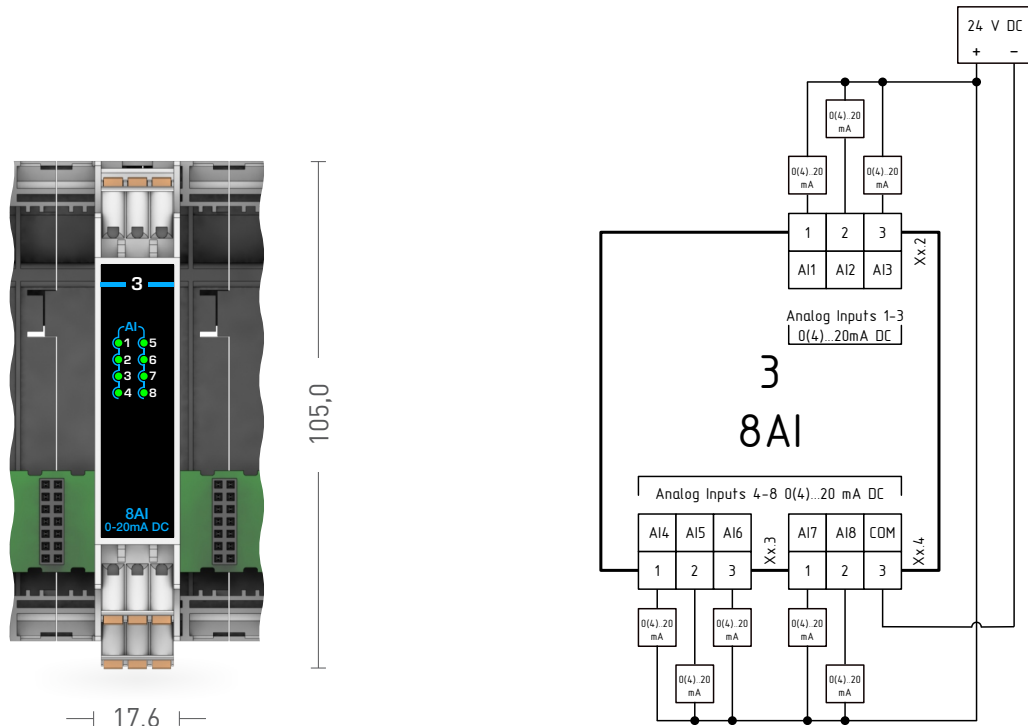 3
AI
1 5
2 6
3 7
4 8
8AI
0-20mA DC
105,0
17,6
24 V DC
+ −
0(4)...20
mA
0(4)...20
mA
0(4)...20
mA
1 2 3
AI1 AI2 AI3
Xx.2
Analog Inputs 1-3
0(4)...20mA DC
3
8AI
Analog Inputs 4-8 0(4)...20 mA DC
AI4 AI5 AI6
1 2 3
Xx.3
AI7 AI8 COM
1 2 3
Xx.4
0(4)...20
mA
0(4)...20
mA
0(4)...20
mA
0(4)...20
mA
0(4)...20
mA